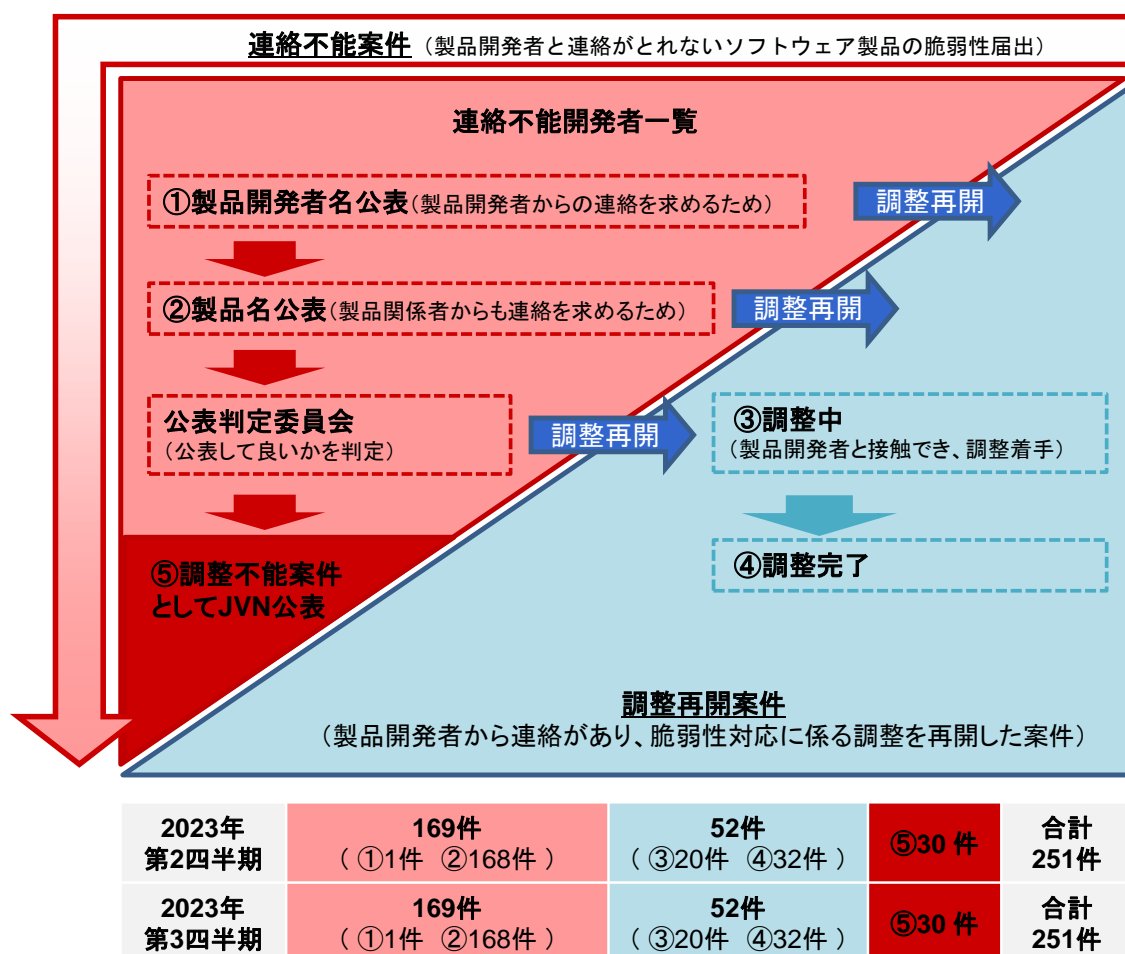 連絡不能案件（製品開発者と連絡がとれないソフトウェア製品の脆弱性届出）
連絡不能開発者一覧
①製品開発者名公表（製品開発者からの連絡を求めるため）
調整再開
②製品名公表（製品関係者からも連絡を求めるため）
調整再開
公表判定委員会
（公表して良いかを判定）
調整再開
③調整中
（製品開発者と接触でき、調整着手）
④調整完了
⑤調整不能案件
としてJVN公表
調整再開案件
（製品開発者から連絡があり、脆弱性対応に係る調整を再開した案件）
2023年
第2四半期
169件
（ ①1件 ②168件 ）
52件
（ ③20件 ④32件 ）
⑤30 件
合計
251件
2023年
第3四半期
169件
（ ①1件 ②168件 ）
52件
（ ③20件 ④32件 ）
⑤30 件
合計
251件